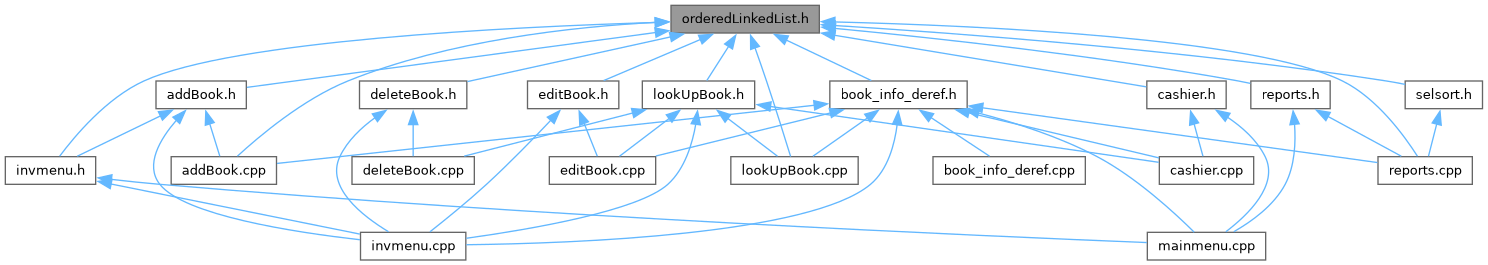 orderedLinkedList.h
addBook.h
deleteBook.h
editBook.h
lookUpBook.h
book_info_deref.h
cashier.h
reports.h
selsort.h
invmenu.h
addBook.cpp
deleteBook.cpp
editBook.cpp
lookUpBook.cpp
book_info_deref.cpp
cashier.cpp
reports.cpp
invmenu.cpp
mainmenu.cpp